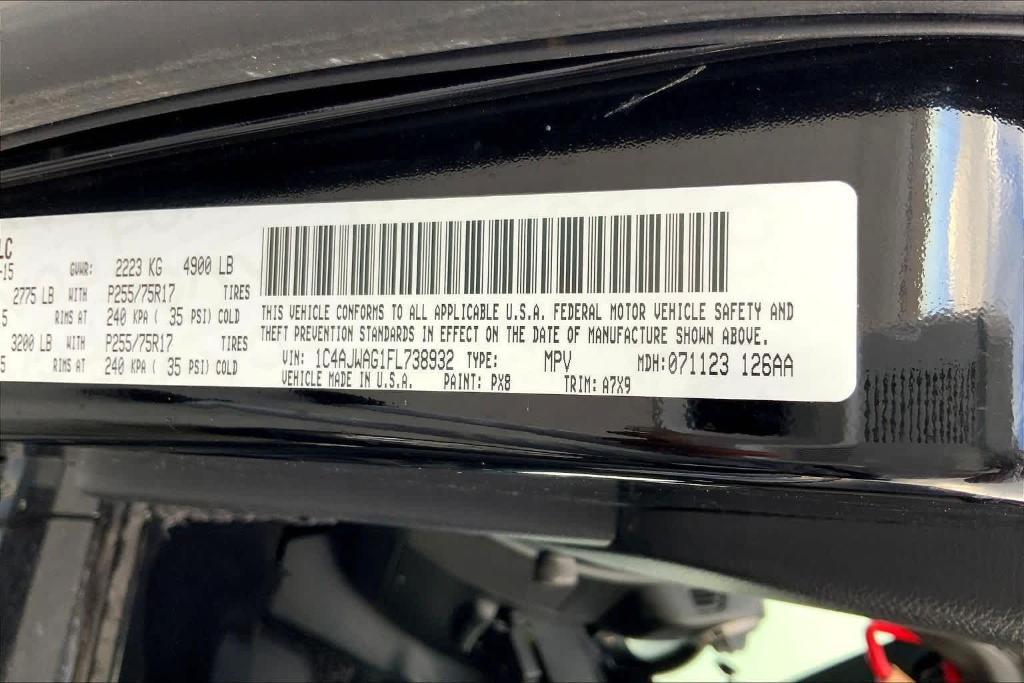 LC
-15
GVWR: 2223 KG 4900 LB
2775 LB WITH P255/75R17 TIRES
5 RIMS AT 240 KPA ( 35 PSI) COLD
3200 LB WITH P255/75R17 TIRES
5 RIMS AT 240 KPA ( 35 PSI) COLD
THIS VEHICLE CONFORMS TO ALL APPLICABLE U.S.A. FEDERAL MOTOR VEHICLE SAFETY AND
THEFT PREVENTION STANDARDS IN EFFECT ON THE DATE OF MANUFACTURE SHOWN ABOVE.
VIN: 1C4AJWAG1FL738932 TYPE: MPV MDH:071123 126AA
VEHICLE MADE IN U.S.A. PAINT: PX8 TRIM: A7X9